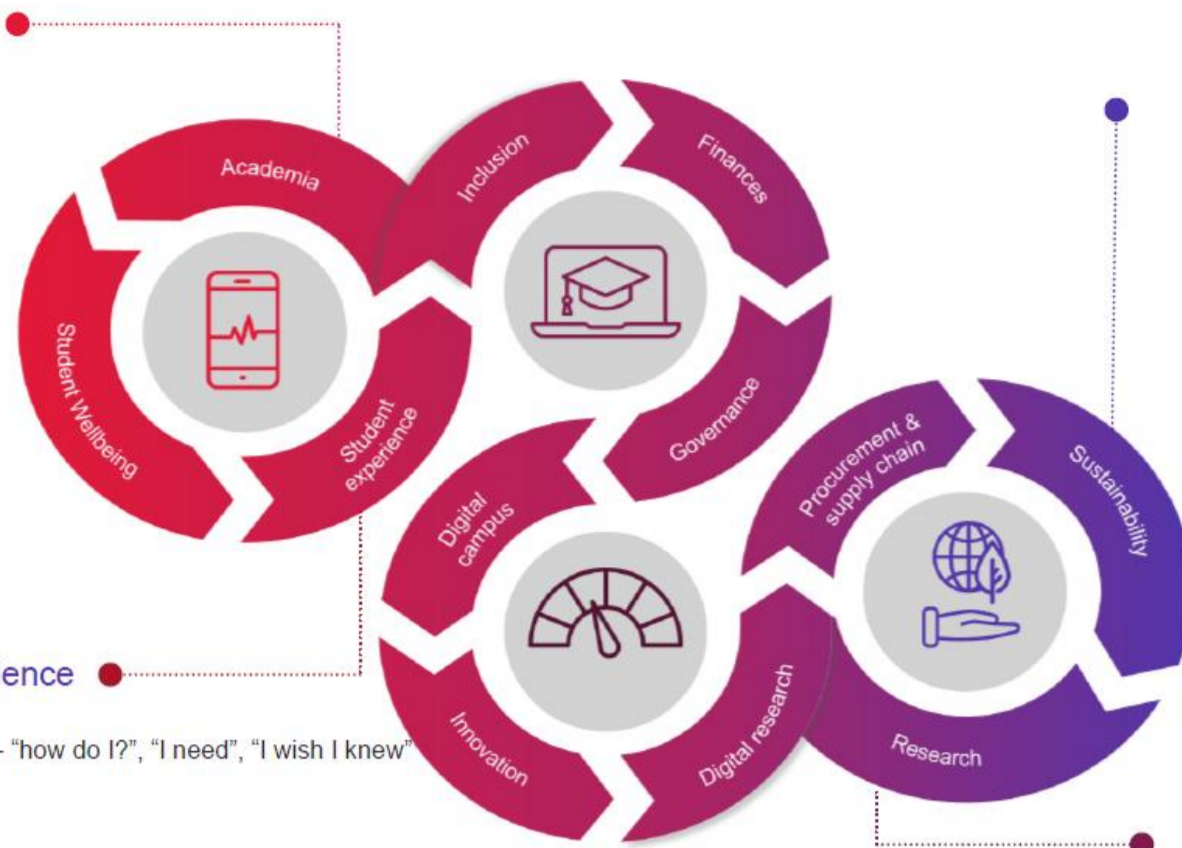 Academia
Inclusion
Finances
Student Wellbeing
Student
experience
Governance
Digital
campus
Procurement &
supply chain
Sustainability
Innovation
Digital research
Research
ence
- “how do I?”, “I need”, “I wish I knew”